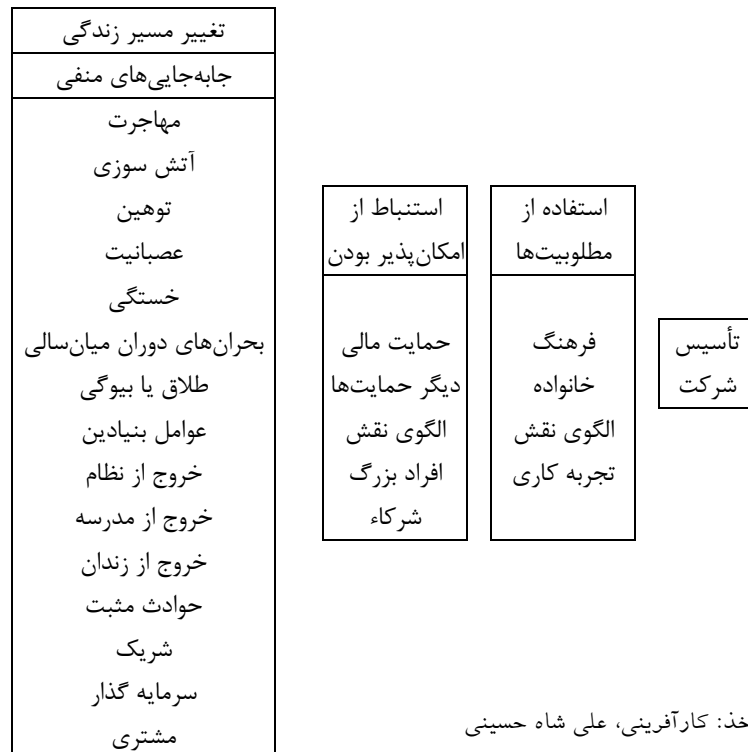 تغییر مسیر زندگی
جابه‌جایی‌های منفی
مهاجرت
آتش سوزی
توهین
عصبانیت
خستگی
بحران‌های دوران میان‌سالی
طلاق یا بیوگی
عوامل بنیادین
خروج از نظام
خروج از مدرسه
خروج از زندان
حوادث مثبت
شریک
سرمایه گذار
مشتری
استنباط از
امکان‌پذیر بودن
حمایت مالی
دیگر حمایت‌ها
الگوی نقش
افراد بزرگ
شرکاء
استفاده از
مطلوبیت‌ها
فرهنگ
خانواده
الگوی نقش
تجربه کاری
تأسیس
شرکت
خذ: کارآفرینی، علی شاه حسینی